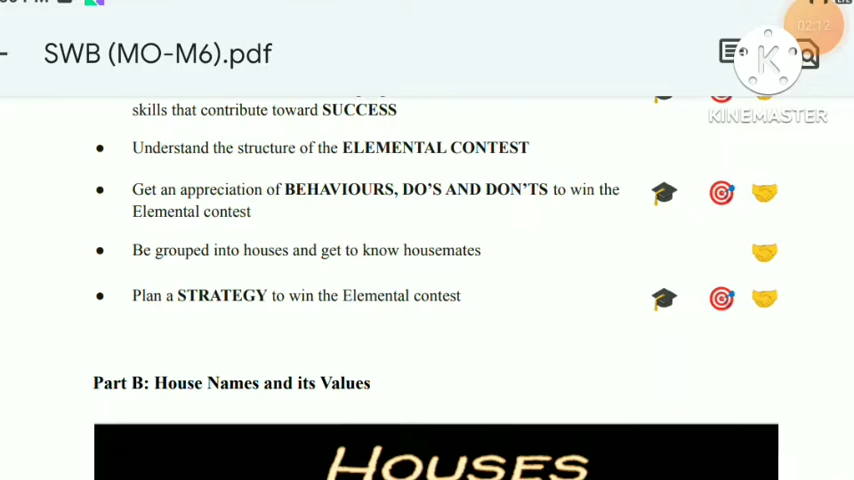 02:12
SWB (MO-M6).pdf
KINEMASTER
skills that contribute toward SUCCESS
● Understand the structure of the ELEMENTAL CONTEST
● Get an appreciation of BEHAVIOURS, DO'S AND DON'TS to win the
Elemental contest
● Be grouped into houses and get to know housemates
● Plan a STRATEGY to win the Elemental contest
Part B: House Names and its Values
HOUSES